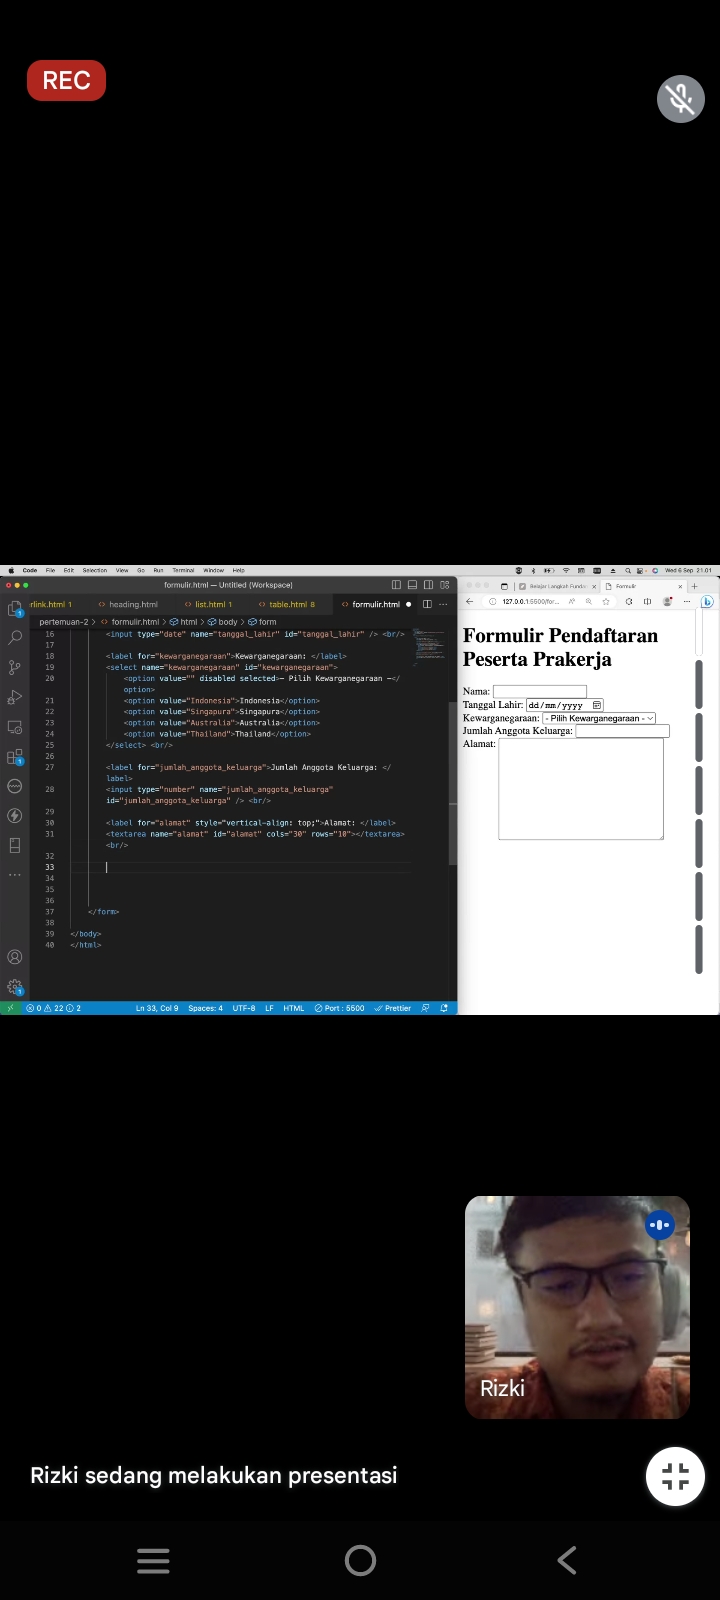 REC
Code File Edit Selection View Go Run Terminal Window Help
Wed 6 Sep 21.01
formulir.html — Untitled (Workspace)
rlink.html 1 heading.html list.html 1 table.html 8 formulir.html
pertemuan-2 > formulir.html > html > body > form
16 <input type="date" name="tanggal_lahir" id="tanggal_lahir" /> <br/>
17
18 <label for="kewarganegaraan">Kewarganegaraan: </label>
19 <select name="kewarganegaraan" id="kewarganegaraan">
20 <option value="" disabled selected>- Pilih Kewarganegaraan -</
option>
21 <option value="Indonesia">Indonesia</option>
22 <option value="Singapura">Singapura</option>
23 <option value="Australia">Australia</option>
24 <option value="Thailand">Thailand</option>
25 </select> <br/>
26
27 <label for="jumlah_anggota_keluarga">Jumlah Anggota Keluarga: </
label>
28 <input type="number" name="jumlah_anggota_keluarga"
id="jumlah_anggota_keluarga" /> <br/>
29
30 <label for="alamat" style="vertical-align: top;">Alamat: </label>
31 <textarea name="alamat" id="alamat" cols="30" rows="10"></textarea>
<br/>
32
33
34
35
36
37 </form>
38
39 </body>
40 </html>
0 22 2 Ln 33, Col 9 Spaces: 4 UTF-8 LF HTML Port : 5500 Prettier
Belajar Langkah Funda
Formulir
127.0.0.1:5500/for...
Formulir Pendaftaran
Peserta Prakerja
Nama:
Tanggal Lahir: dd/mm/yyyy
Kewarganegaraan: - Pilih Kewarganegaraan -
Jumlah Anggota Keluarga:
Alamat:
Rizki
Rizki sedang melakukan presentasi